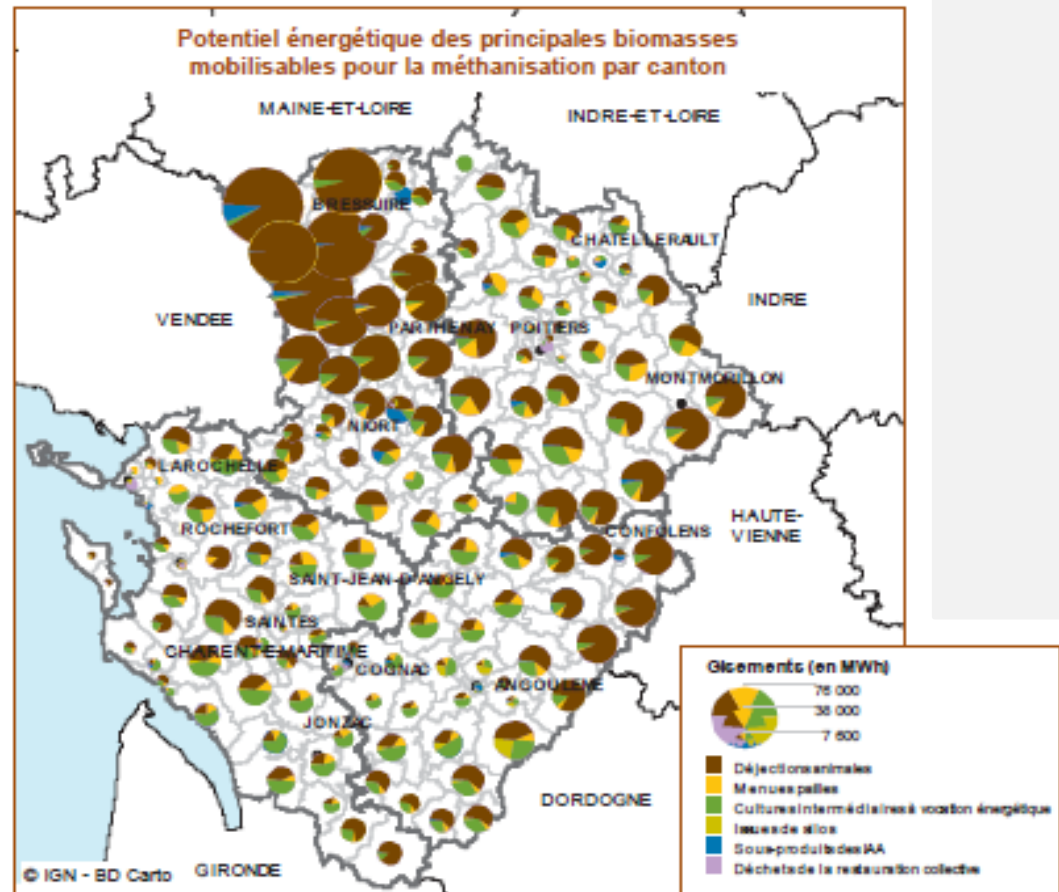 Potentiel énergétique des principales biomasses
mobilisables pour la méthanisation par canton
MAINE-ET-LOIRE
INDRE-ET-LOIRE
BRESSUIRE
CHATELLERAULT
INDRE
VENDEE
PARTHENAY
POITIERS
MONTMORILLON
NIORT
LA ROCHELLE
HAUTE-
VIENNE
ROCHEFORT
CONFOLENS
SAINT-JEAN-D'ANGELY
SAINTES
CHARENTE-MARITIME
COGNAC
ANGOULEME
JONZAC
DORDOGNE
GIRONDE
Gisements (en MWh)
76 000
38 000
7 600
Déjections animales
Menues pailles
Cultures intermédiaires à vocation énergétique
Issues de silos
Sous-produits des IAA
Déchets de la restauration collective
© IGN - BD Carto